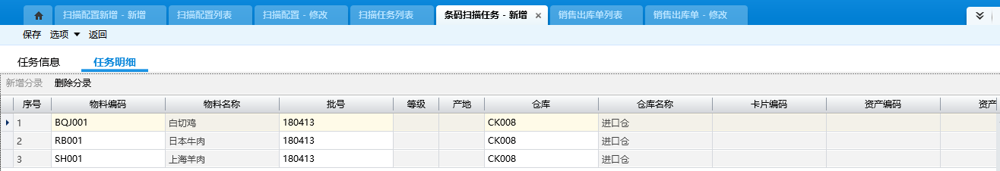 扫描配置新增 - 新增 扫描配置列表 扫描配置 - 修改 扫描任务列表 条码扫描任务 - 新增 × 销售出库单列表 销售出库单 - 修改
保存 选项 返回
任务信息 任务明细
新增分录 删除分录
序号 物料编码 物料名称 批号 等级 产地 仓库 仓库名称 卡片编码 资产编码 资产
1 BQJ001 白切鸡 180413 CK008 进口仓
2 RB001 日本牛肉 180413 CK008 进口仓
3 SH001 上海羊肉 180413 CK008 进口仓